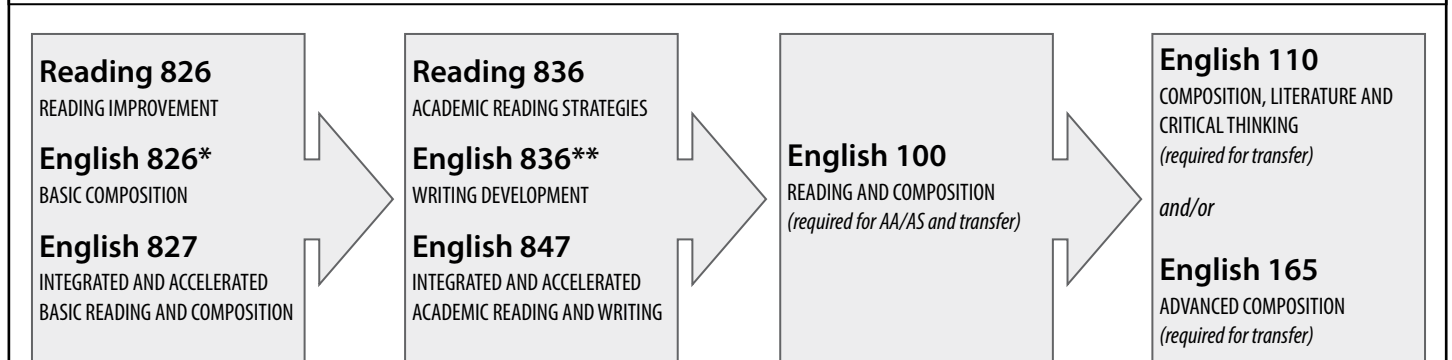 Reading 826
READING IMPROVEMENT
English 826*
BASIC COMPOSITION
English 827
INTEGRATED AND ACCELERATED
BASIC READING AND COMPOSITION
Reading 836
ACADEMIC READING STRATEGIES
English 836**
WRITING DEVELOPMENT
English 847
INTEGRATED AND ACCELERATED
ACADEMIC READING AND WRITING
English 100
READING AND COMPOSITION
(required for AA/AS and transfer)
English 110
COMPOSITION, LITERATURE AND
CRITICAL THINKING
(required for transfer)
and/or
English 165
ADVANCED COMPOSITION
(required for transfer)